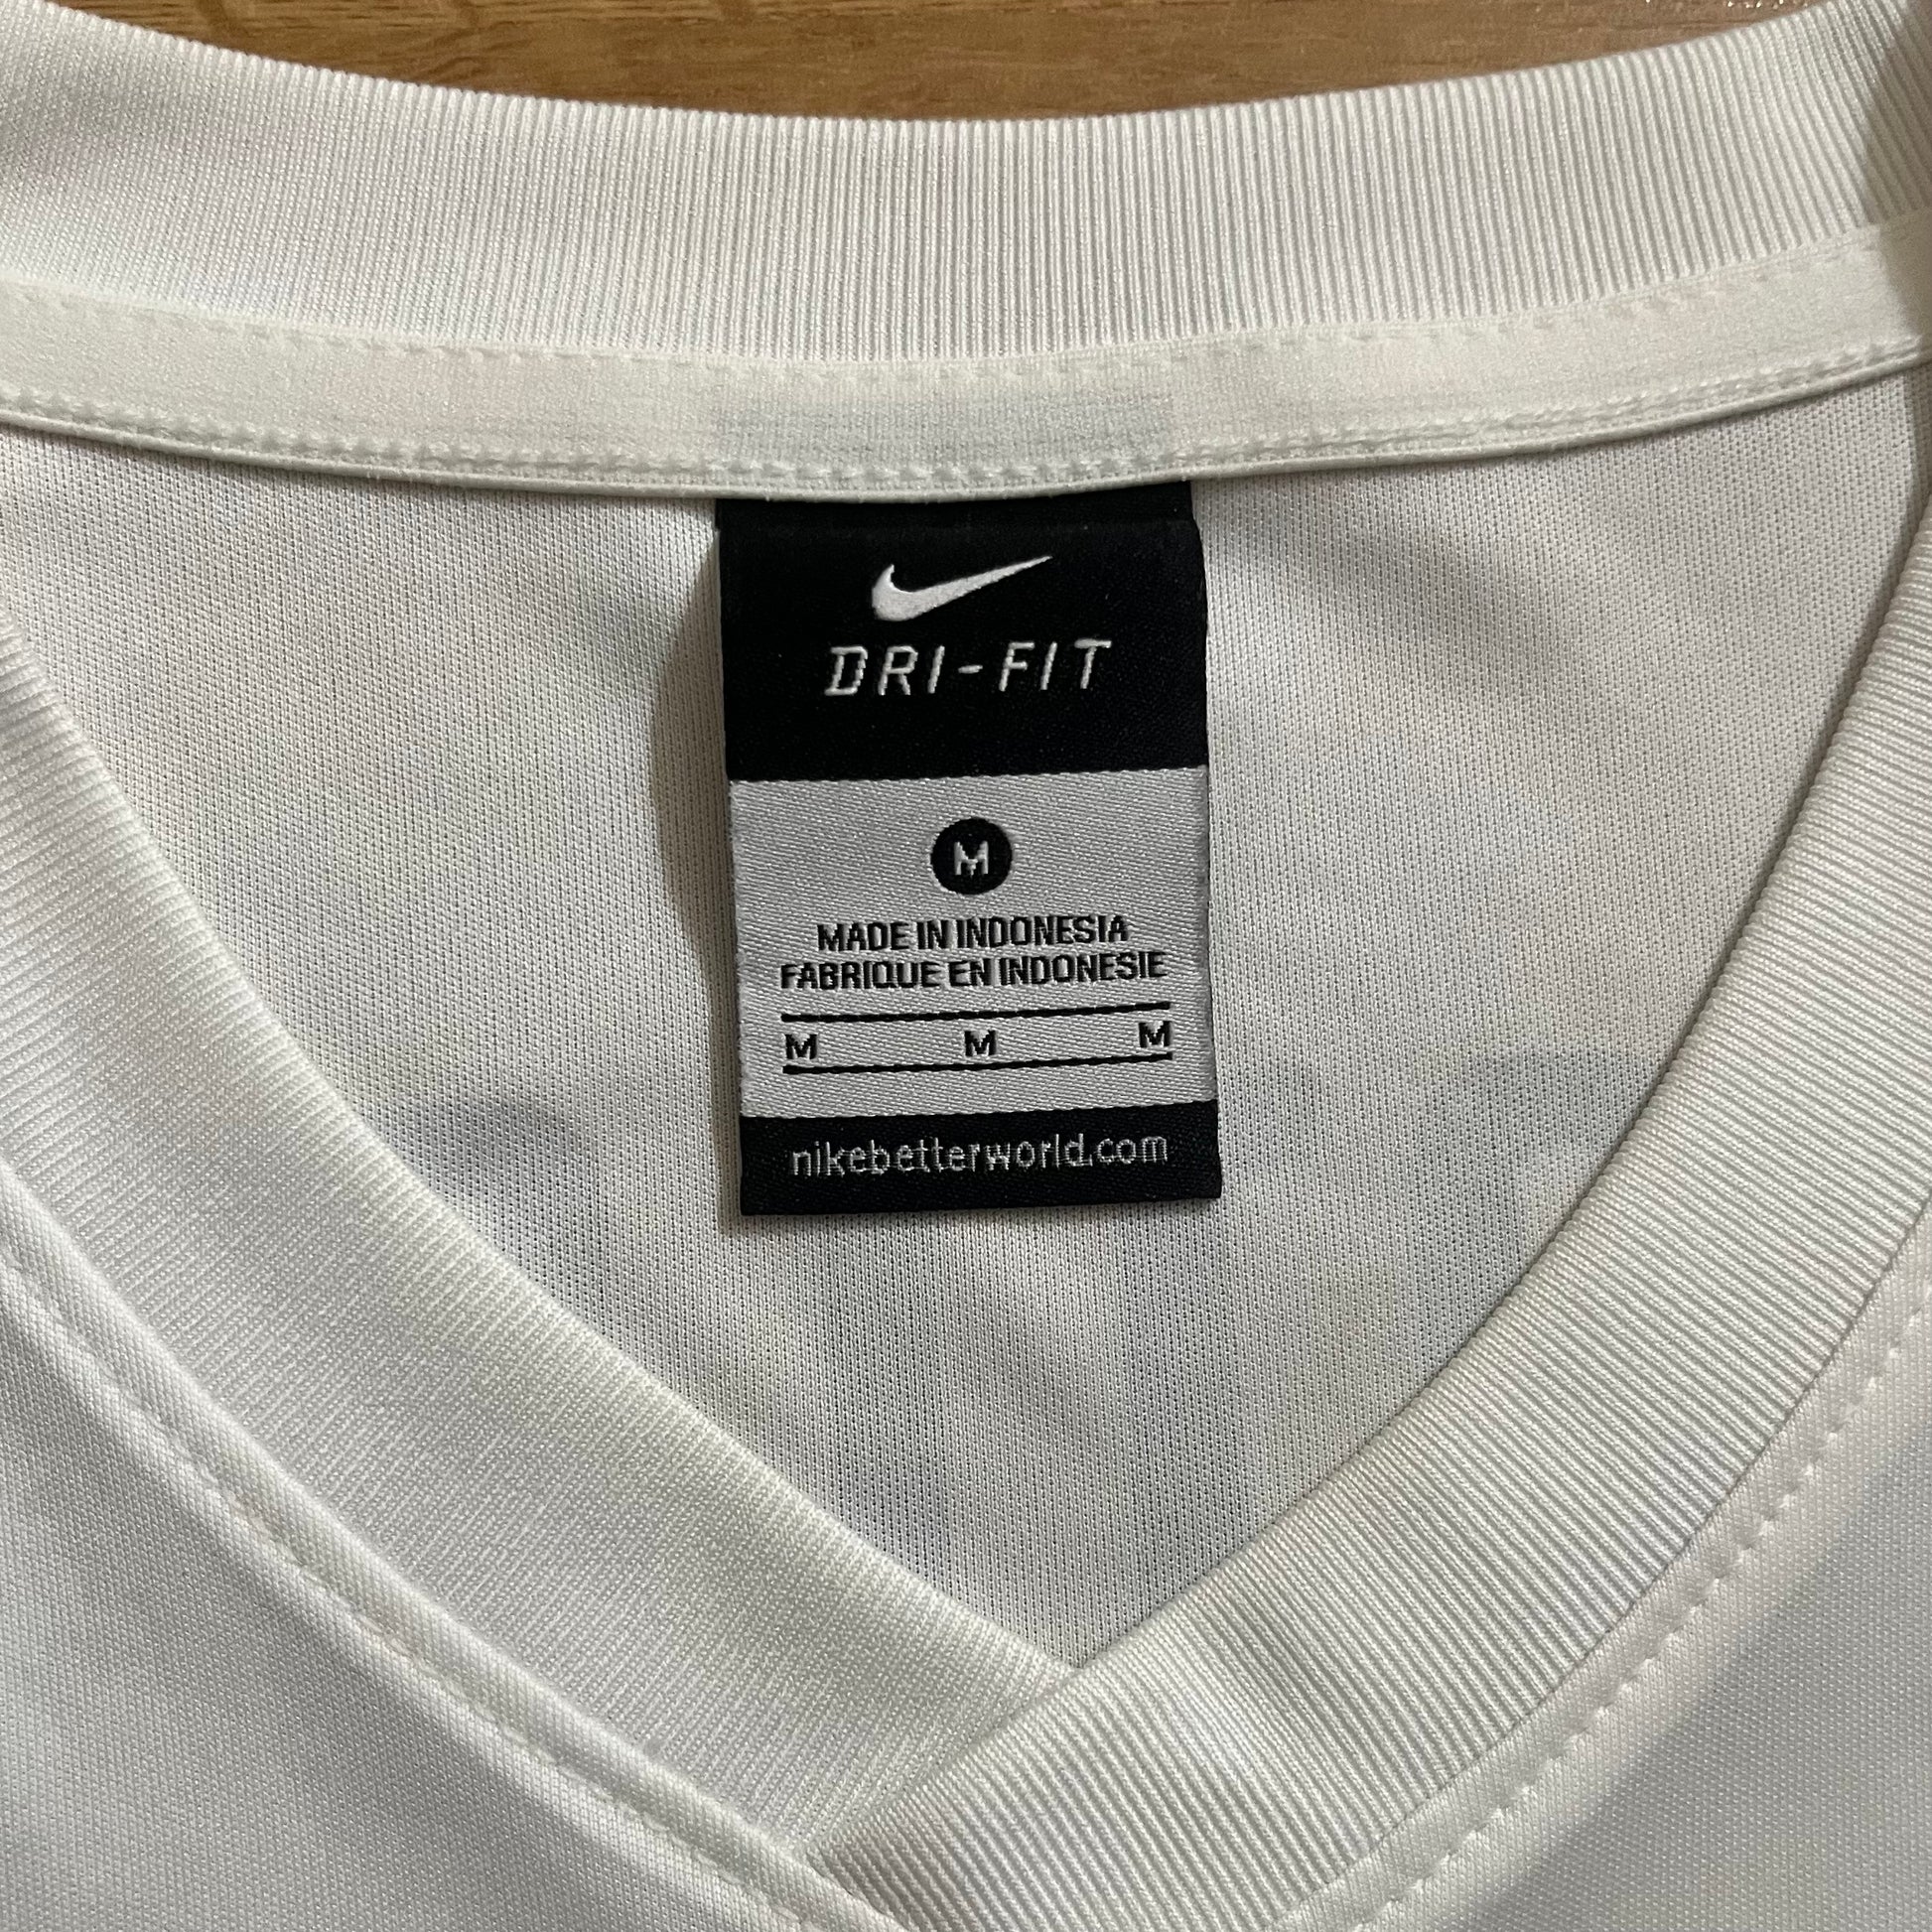 DRI-FIT
M
MADE IN INDONESIA
FABRIQUE EN INDONESIE
M M M
nikebetterworld.com